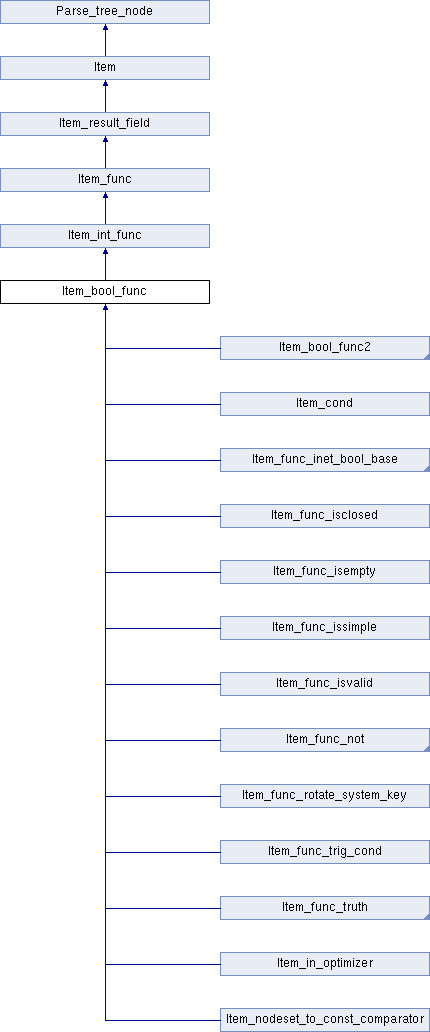 Parse_tree_node
Item
Item_result_field
Item_func
Item_int_func
Item_bool_func
Item_bool_func2
Item_cond
Item_func_inet_bool_base
Item_func_isclosed
Item_func_isempty
Item_func_issimple
Item_func_isvalid
Item_func_not
Item_func_rotate_system_key
Item_func_trig_cond
Item_func_truth
Item_in_optimizer
Item_nodeset_to_const_comparator